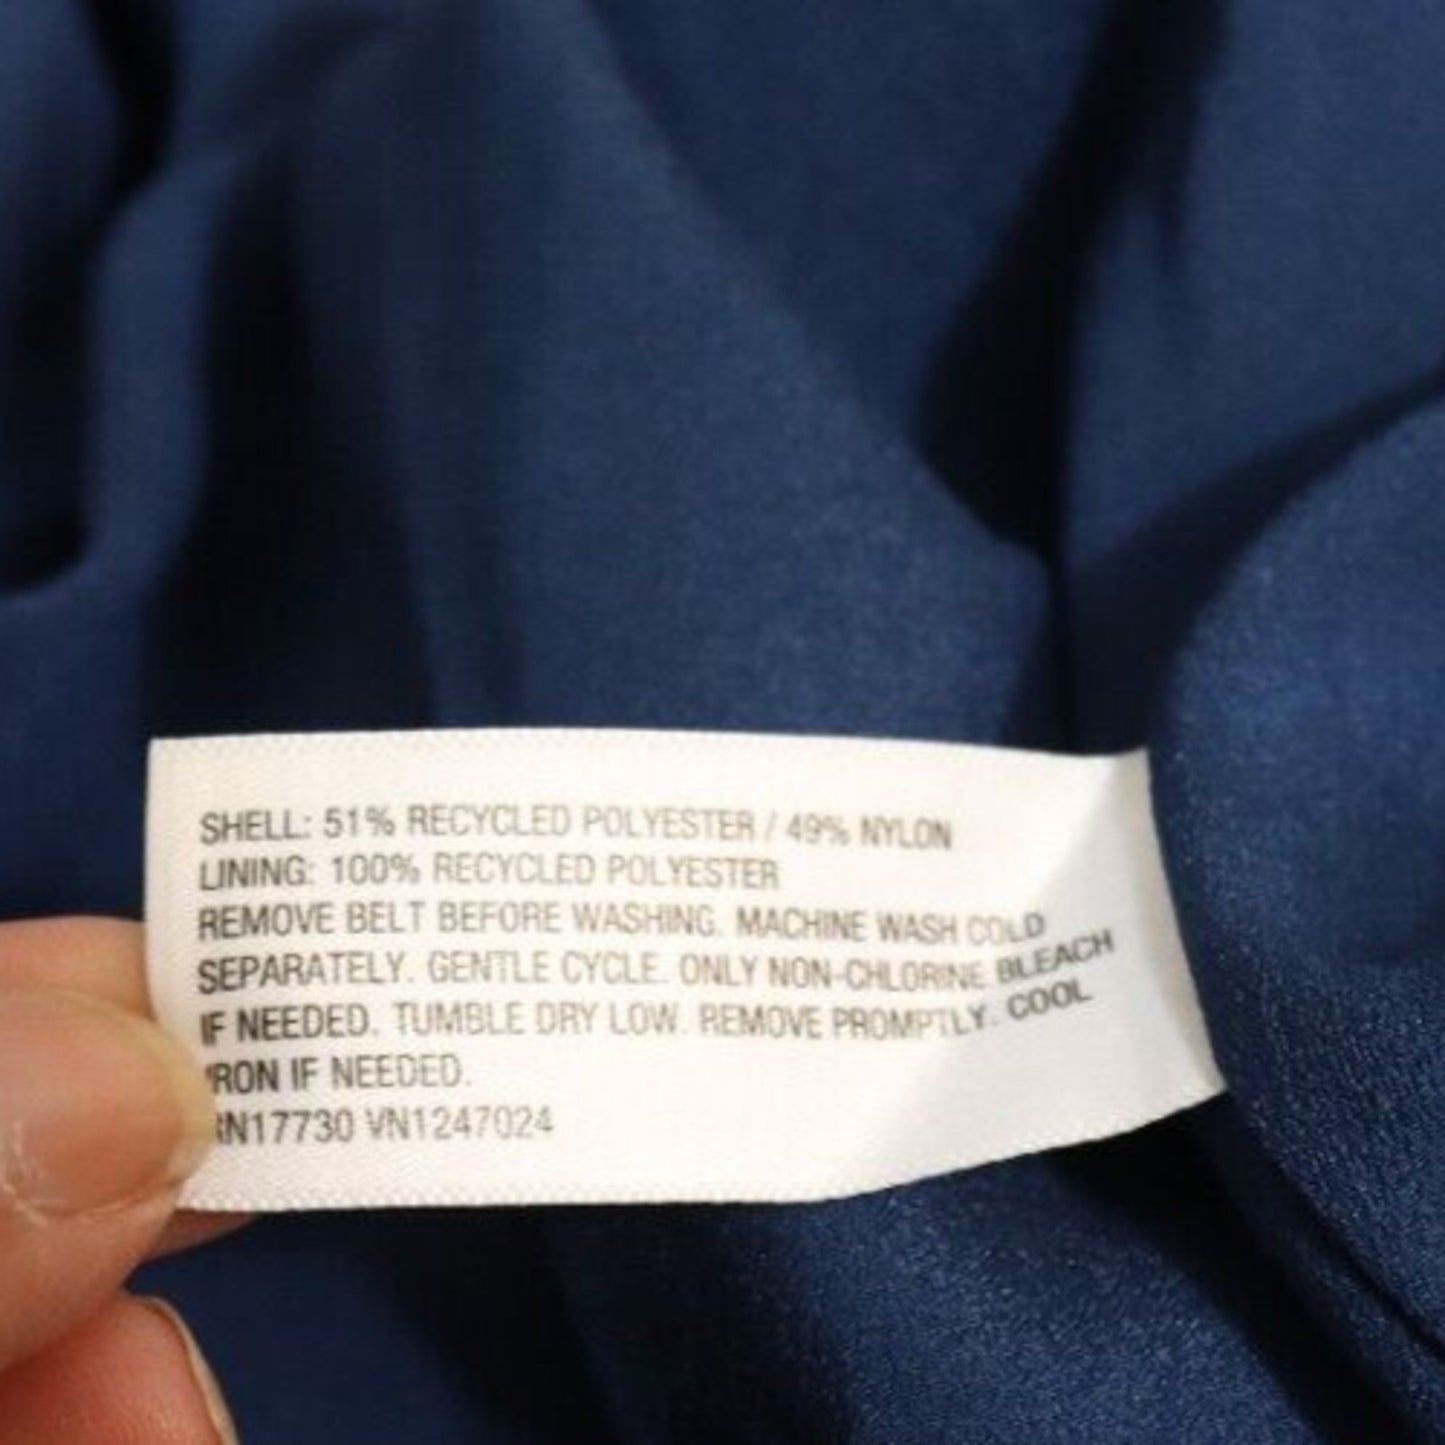 SHELL: 51% RECYCLED POLYESTER / 49% NYLON
LINING: 100% RECYCLED POLYESTER
REMOVE BELT BEFORE WASHING. MACHINE WASH COLD
SEPARATELY. GENTLE CYCLE. ONLY NON-CHLORINE BLEACH
IF NEEDED. TUMBLE DRY LOW. REMOVE PROMPTLY. COOL
IRON IF NEEDED.
RN17730 VN1247024